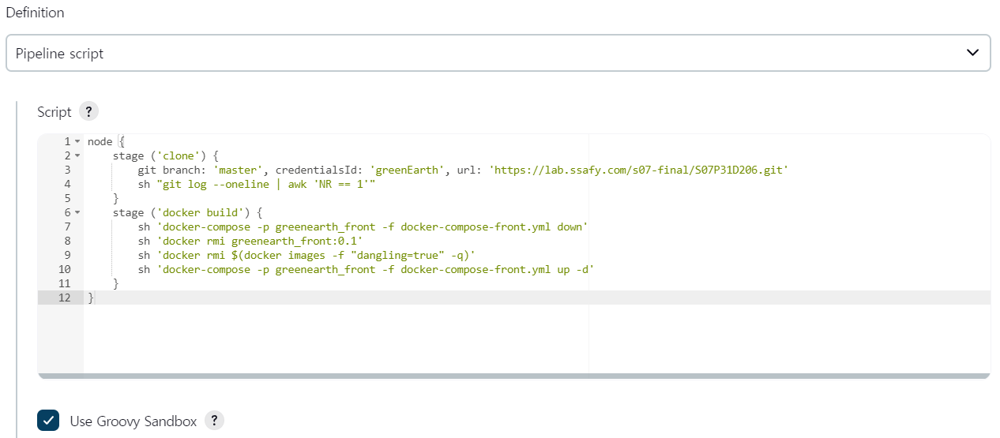 Definition
Pipeline script
Script ?
1 node {
2     stage ('clone') {
3         git branch: 'master', credentialsId: 'greenEarth', url: 'https://lab.ssafy.com/s07-final/S07P31D206.git'
4         sh "git log --oneline | awk 'NR == 1'"
5     }
6     stage ('docker build') {
7         sh 'docker-compose -p greenearth_front -f docker-compose-front.yml down'
8         sh 'docker rmi greenearth_front:0.1'
9         sh 'docker rmi $(docker images -f "dangling=true" -q)'
10         sh 'docker-compose -p greenearth_front -f docker-compose-front.yml up -d'
11     }
12 }
Use Groovy Sandbox ?